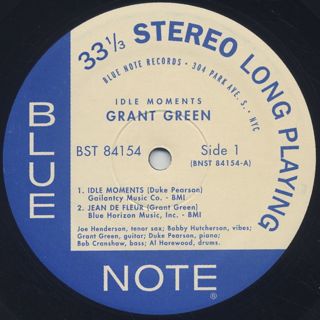 33 1/3 STEREO LONG PLAYING
BLUE NOTE RECORDS • 304 PARK AVE. S. • NYC
IDLE MOMENTS
GRANT GREEN
BST 84154
Side 1
(BNST 84154-A)
1. IDLE MOMENTS (Duke Pearson)
Gailantcy Music Co. - BMI
2. JEAN DE FLEUR (Grant Green)
Blue Horizon Music, Inc. - BMI
Joe Henderson, tenor sax; Bobby Hutcherson, vibes;
Grant Green, guitar; Duke Pearson, piano;
Bob Cranshaw, bass; Al Harewood, drums.
BLUE
NOTE ®